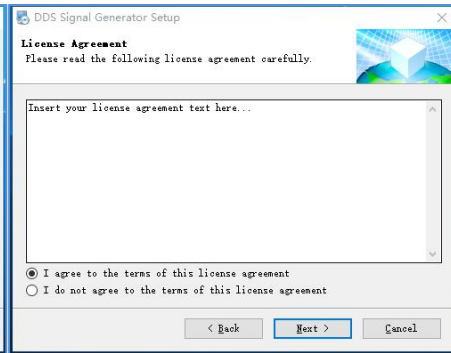 DDS Signal Generator Setup
License Agreement
Please read the following license agreement carefully.
Insert your license agreement text here...
I agree to the terms of this license agreement
I do not agree to the terms of this license agreement
< Back Next > Cancel